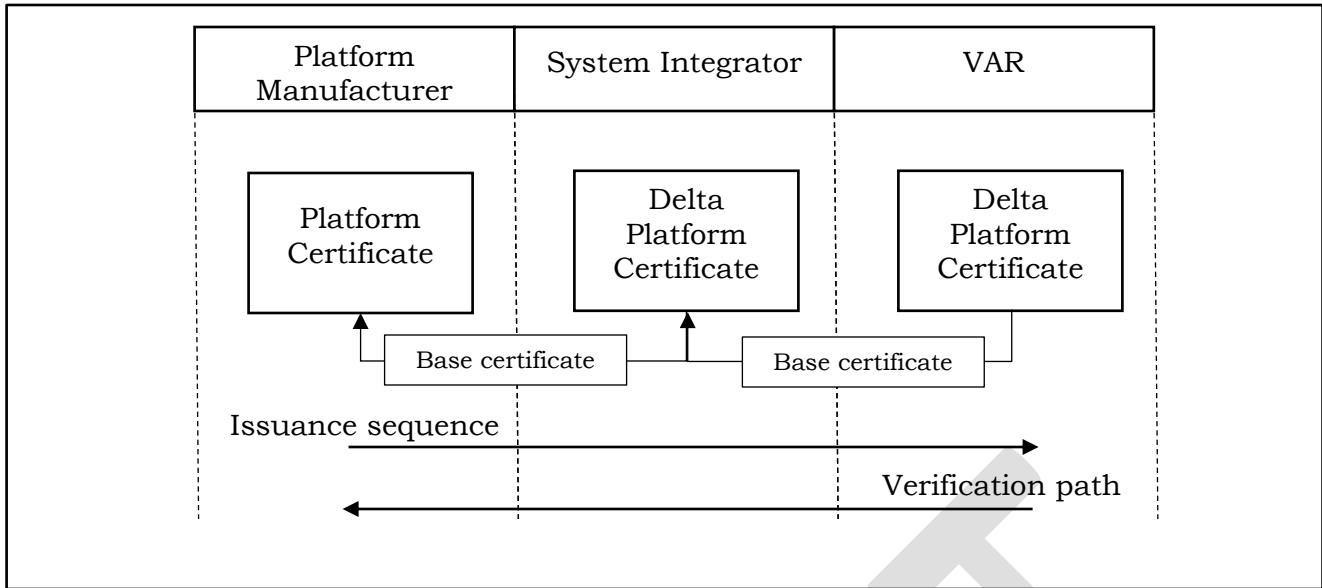 Platform
Manufacturer
System Integrator
VAR
Platform
Certificate
Delta
Platform
Certificate
Delta
Platform
Certificate
Base certificate
Base certificate
Issuance sequence
Verification path